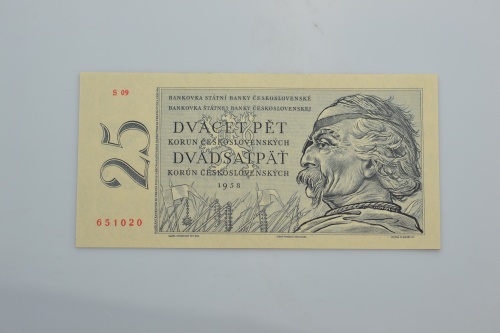 S 09
25
651020
BANKOVKA STÁTNÍ BANKY ČESKOSLOVENSKÉ
BANKOVKA ŠTÁTNEJ BANKY ČESKOSLOVENSKEJ
DVACET PĚT
KORUN ČESKOSLOVENSKÝCH
DVADSAŤPÄŤ
KORÚN ČESKOSLOVENSKÝCH
1958